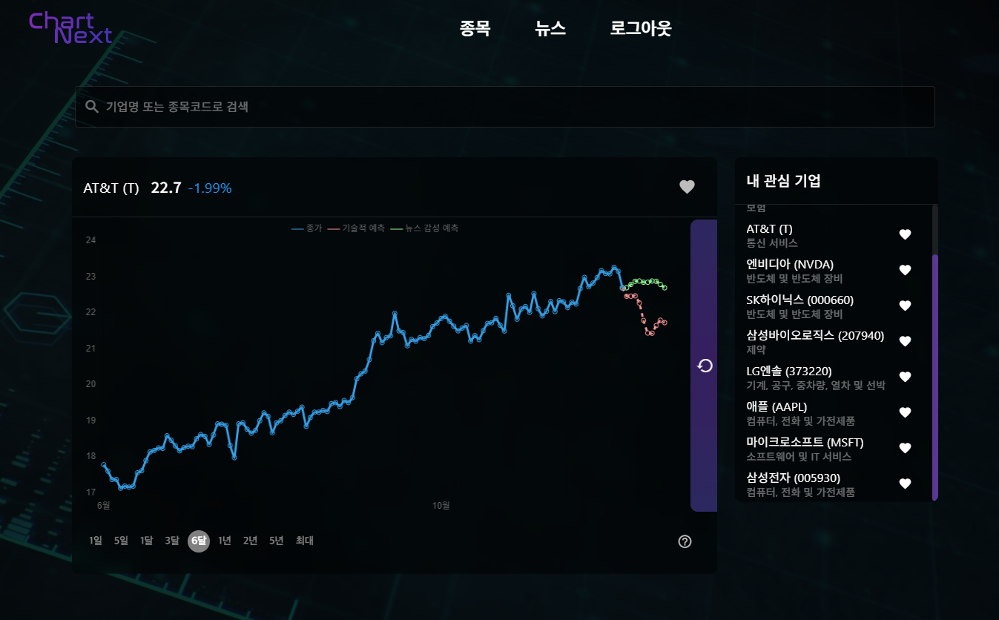 Chart
Next
종목 뉴스 로그아웃
기업명 또는 종목코드로 검색
AT&T (T) 22.7 -1.99%
종가 기술적 예측 뉴스 감성 예측
24
23
22
21
20
19
18
17
6월 10월
1일 5일 1달 3달 6달 1년 2년 5년 최대
내 관심 기업
보험
AT&T (T)
통신 서비스
엔비디아 (NVDA)
반도체 및 반도체 장비
SK하이닉스 (000660)
반도체 및 반도체 장비
삼성바이오로직스 (207940)
제약
LG엔솔 (373220)
기계, 공구, 중차량, 열차 및 선박
애플 (AAPL)
컴퓨터, 전화 및 가전제품
마이크로소프트 (MSFT)
소프트웨어 및 IT 서비스
삼성전자 (005930)
컴퓨터, 전화 및 가전제품